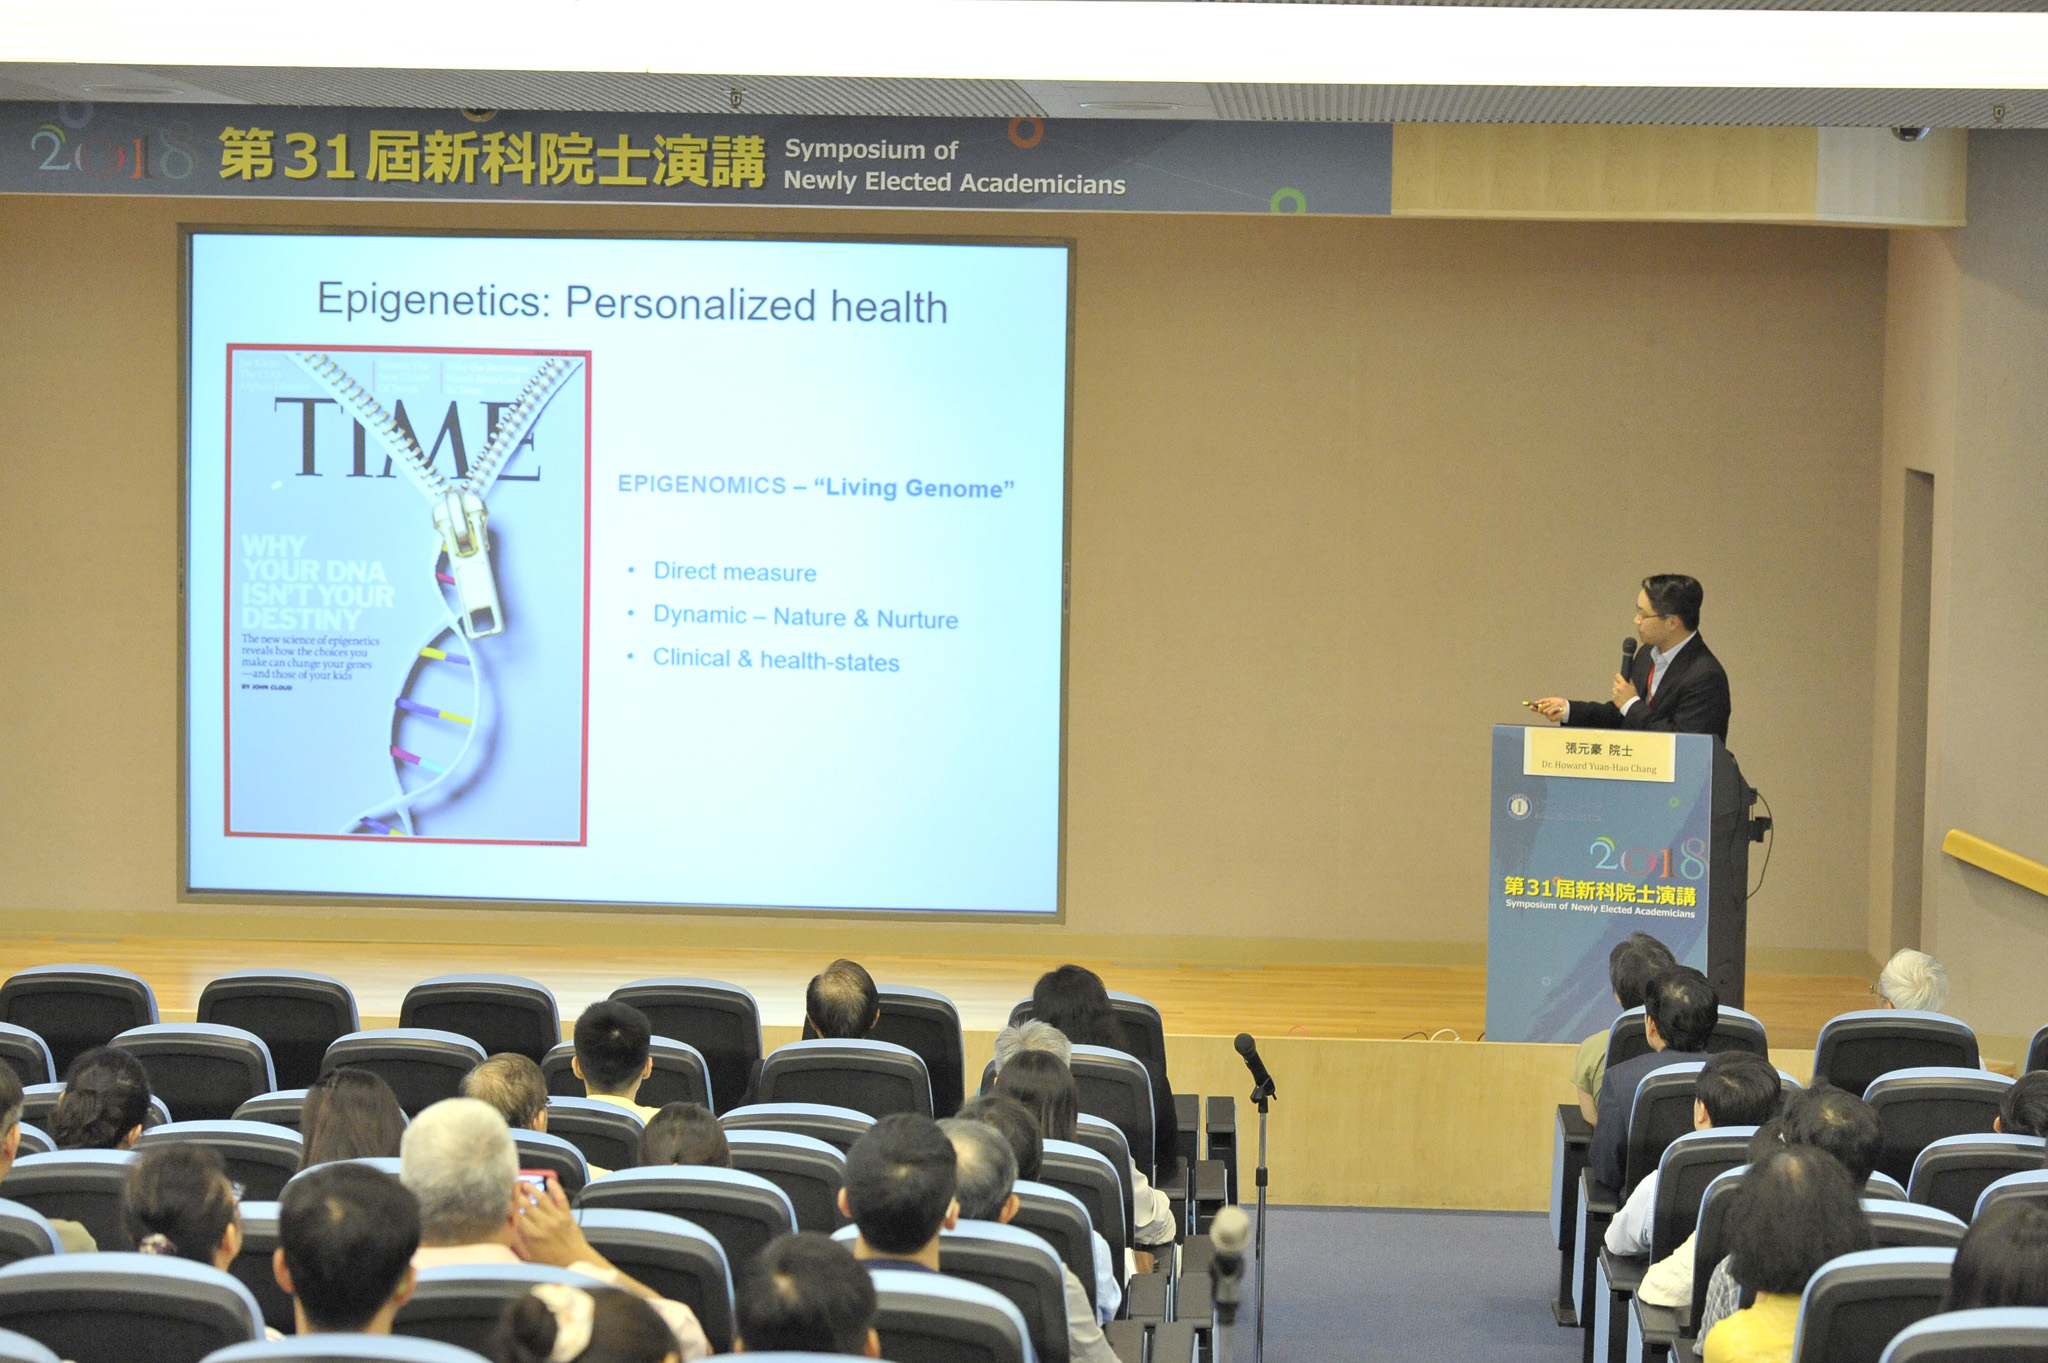 2018
第31屆新科院士演講
Symposium of
Newly Elected Academicians
Epigenetics: Personalized health
TIME
WHY
YOUR DNA
ISN'T YOUR
DESTINY
The new science of epigenetics
reveals how the choices you
make can change your genes
—and those of your kids
BY JOHN CLOUD
EPIGENOMICS – “Living Genome”
• Direct measure
• Dynamic – Nature & Nurture
• Clinical & health-states
張元豪 院士
Dr. Howard Yuan-Hao Chang
2018
第31屆新科院士演講
Symposium of Newly Elected Academicians